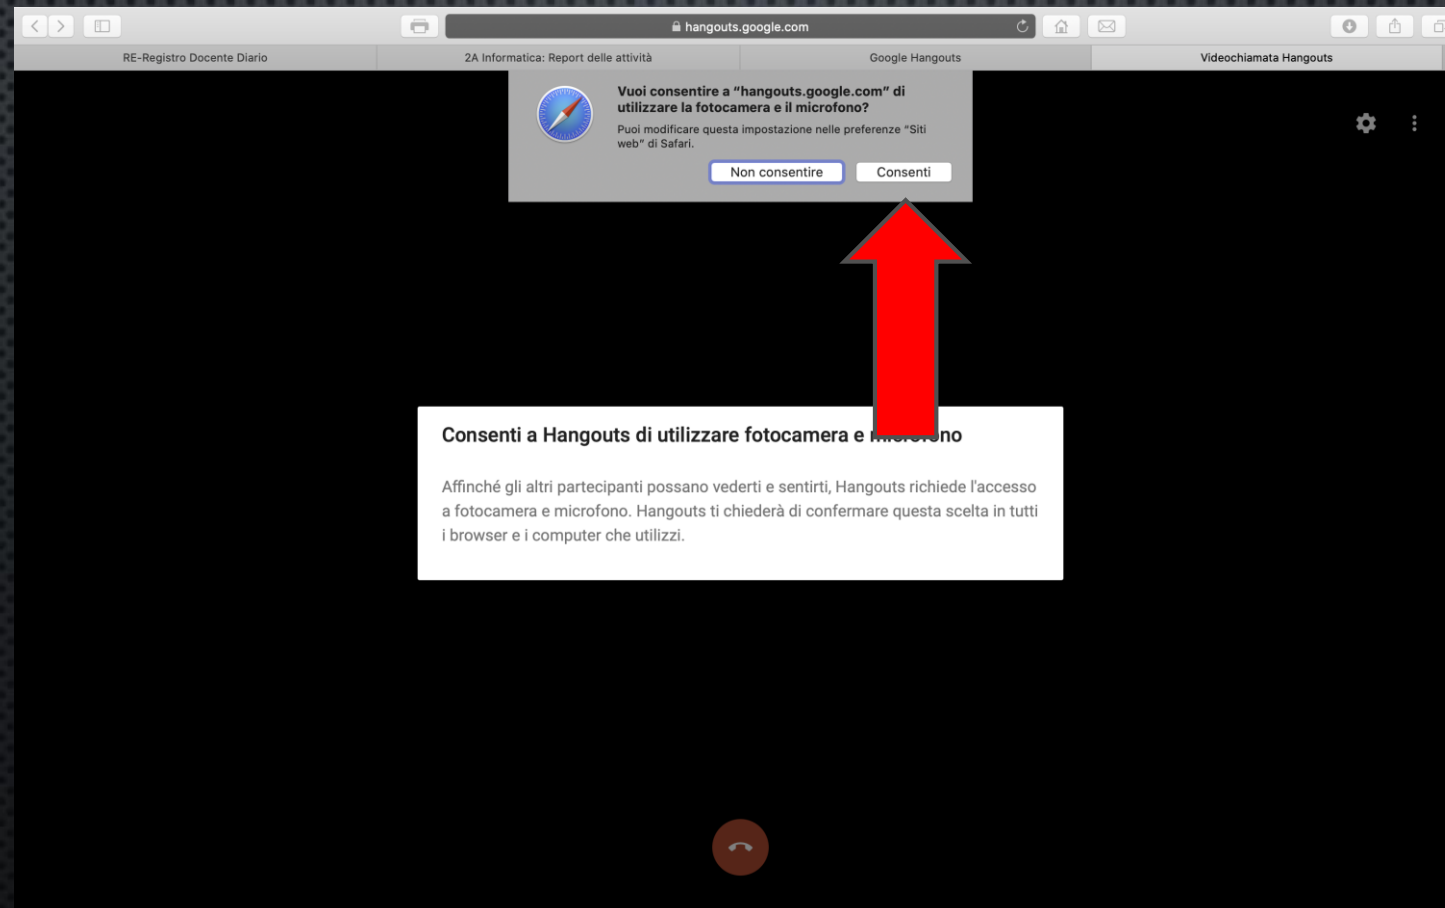 hangouts.google.com
RE-Registro Docente Diario
2A Informatica: Report delle attività
Google Hangouts
Videochiamata Hangouts
Vuoi consentire a “hangouts.google.com” di
utilizzare la fotocamera e il microfono?
Puoi modificare questa impostazione nelle preferenze “Siti
web” di Safari.
Non consentire
Consenti
Consenti a Hangouts di utilizzare fotocamera e
Affinché gli altri partecipanti possano vederti e sentirti, Hangouts richiede l'accesso
a fotocamera e microfono. Hangouts ti chiederà di confermare questa scelta in tutti
i browser e i computer che utilizzi.